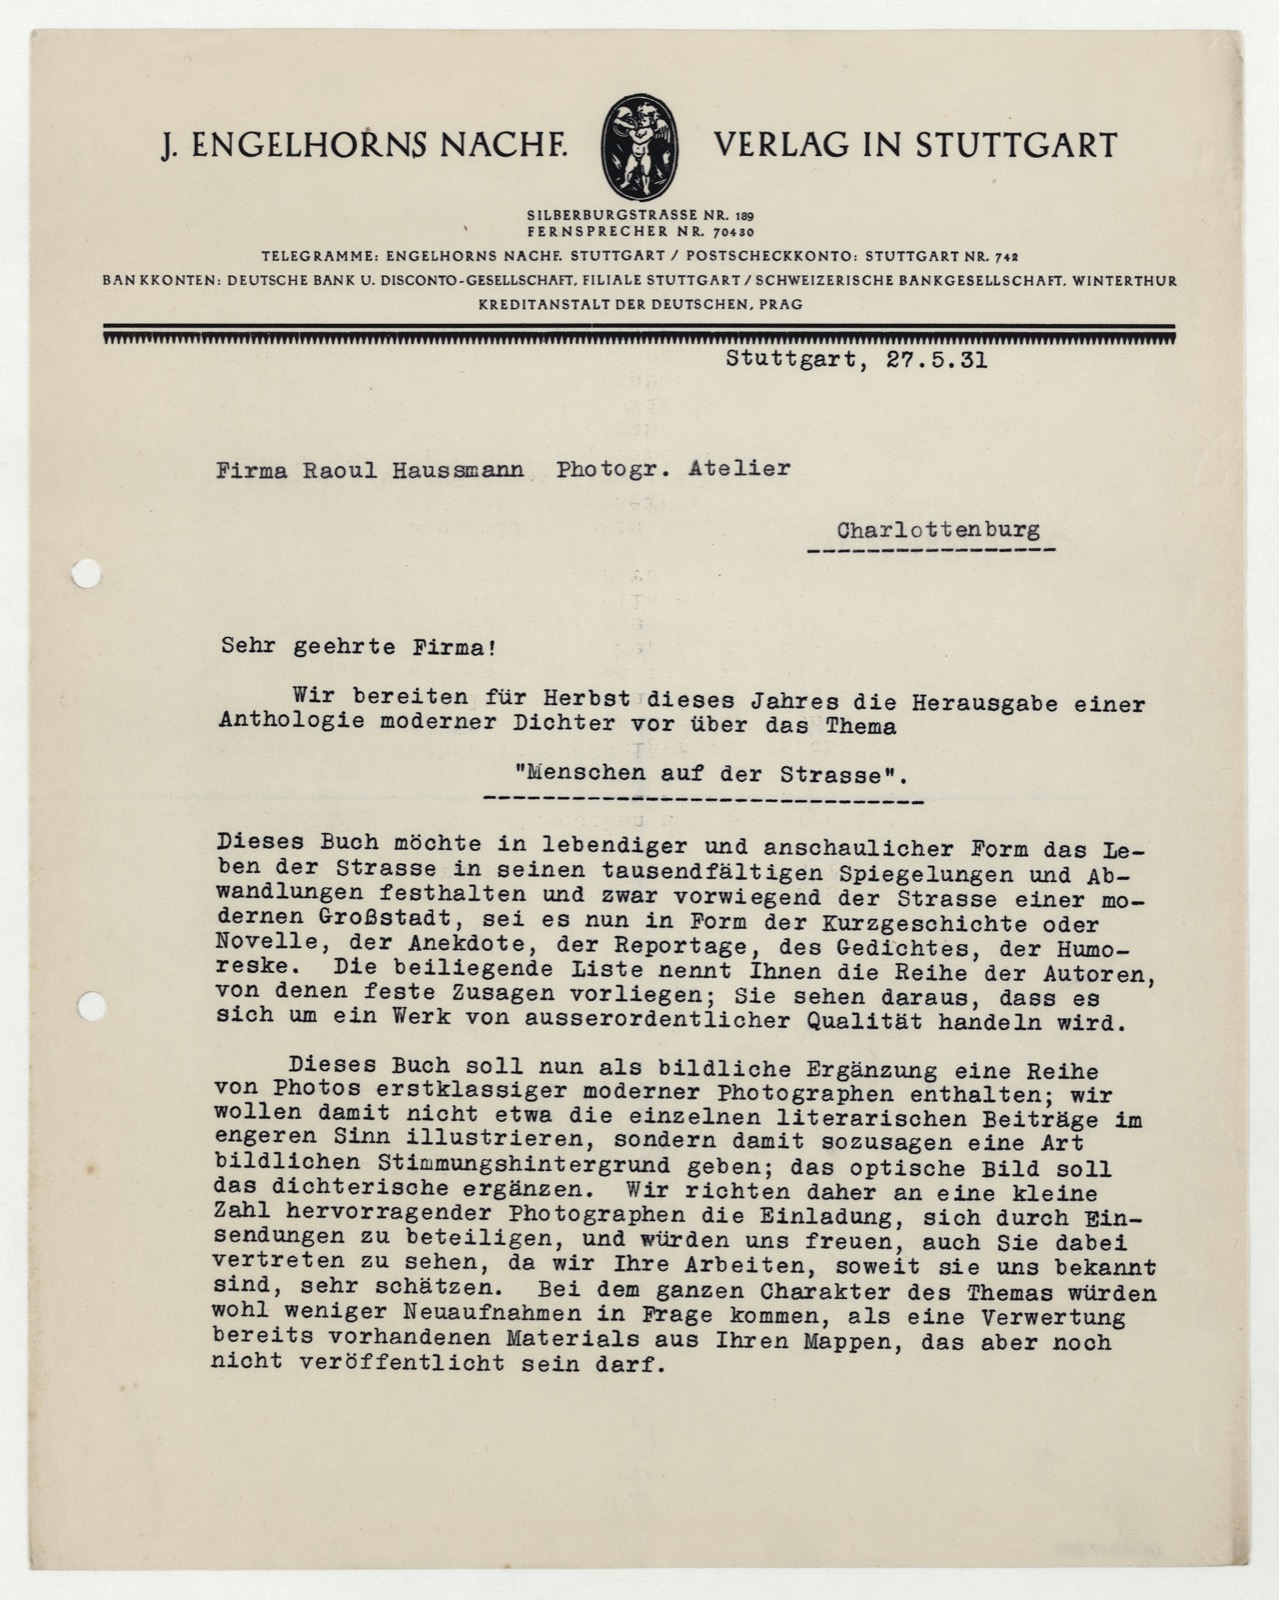 J. ENGELHORNS NACHF. VERLAG IN STUTTGART
SILBERBURGSTRASSE NR. 189
FERNSPRECHER NR. 70430
TELEGRAMME: ENGELHORNS NACHF. STUTTGART / POSTSCHECKKONTO: STUTTGART NR. 742
BANKKONTEN: DEUTSCHE BANK U. DISCONTO-GESELLSCHAFT, FILIALE STUTTGART / SCHWEIZERISCHE BANKGESELLSCHAFT. WINTERTHUR
KREDITANSTALT DER DEUTSCHEN, PRAG
Stuttgart, 27.5.31
Firma Raoul Haussmann Photogr. Atelier
Charlottenburg
Sehr geehrte Firma!
Wir bereiten für Herbst dieses Jahres die Herausgabe einer
Anthologie moderner Dichter vor über das Thema
"Menschen auf der Strasse".
Dieses Buch möchte in lebendiger und anschaulicher Form das Le-
ben der Strasse in seinen tausendfältigen Spiegelungen und Ab-
wandlungen festhalten und zwar vorwiegend der Strasse einer mo-
dernen Großstadt, sei es nun in Form der Kurzgeschichte oder
Novelle, der Anekdote, der Reportage, des Gedichtes, der Humo-
reske. Die beiliegende Liste nennt Ihnen die Reihe der Autoren,
von denen feste Zusagen vorliegen; Sie sehen daraus, dass es
sich um ein Werk von ausserordentlicher Qualität handeln wird.
Dieses Buch soll nun als bildliche Ergänzung eine Reihe
von Photos erstklassiger moderner Photographen enthalten; wir
wollen damit nicht etwa die einzelnen literarischen Beiträge im
engeren Sinn illustrieren, sondern damit sozusagen eine Art
bildlichen Stimmungshintergrund geben; das optische Bild soll
das dichterische ergänzen. Wir richten daher an eine kleine
Zahl hervorragender Photographen die Einladung, sich durch Ein-
sendungen zu beteiligen, und würden uns freuen, auch Sie dabei
vertreten zu sehen, da wir Ihre Arbeiten, soweit sie uns bekannt
sind, sehr schätzen. Bei dem ganzen Charakter des Themas würden
wohl weniger Neuaufnahmen in Frage kommen, als eine Verwertung
bereits vorhandenen Materials aus Ihren Mappen, das aber noch
nicht veröffentlicht sein darf.